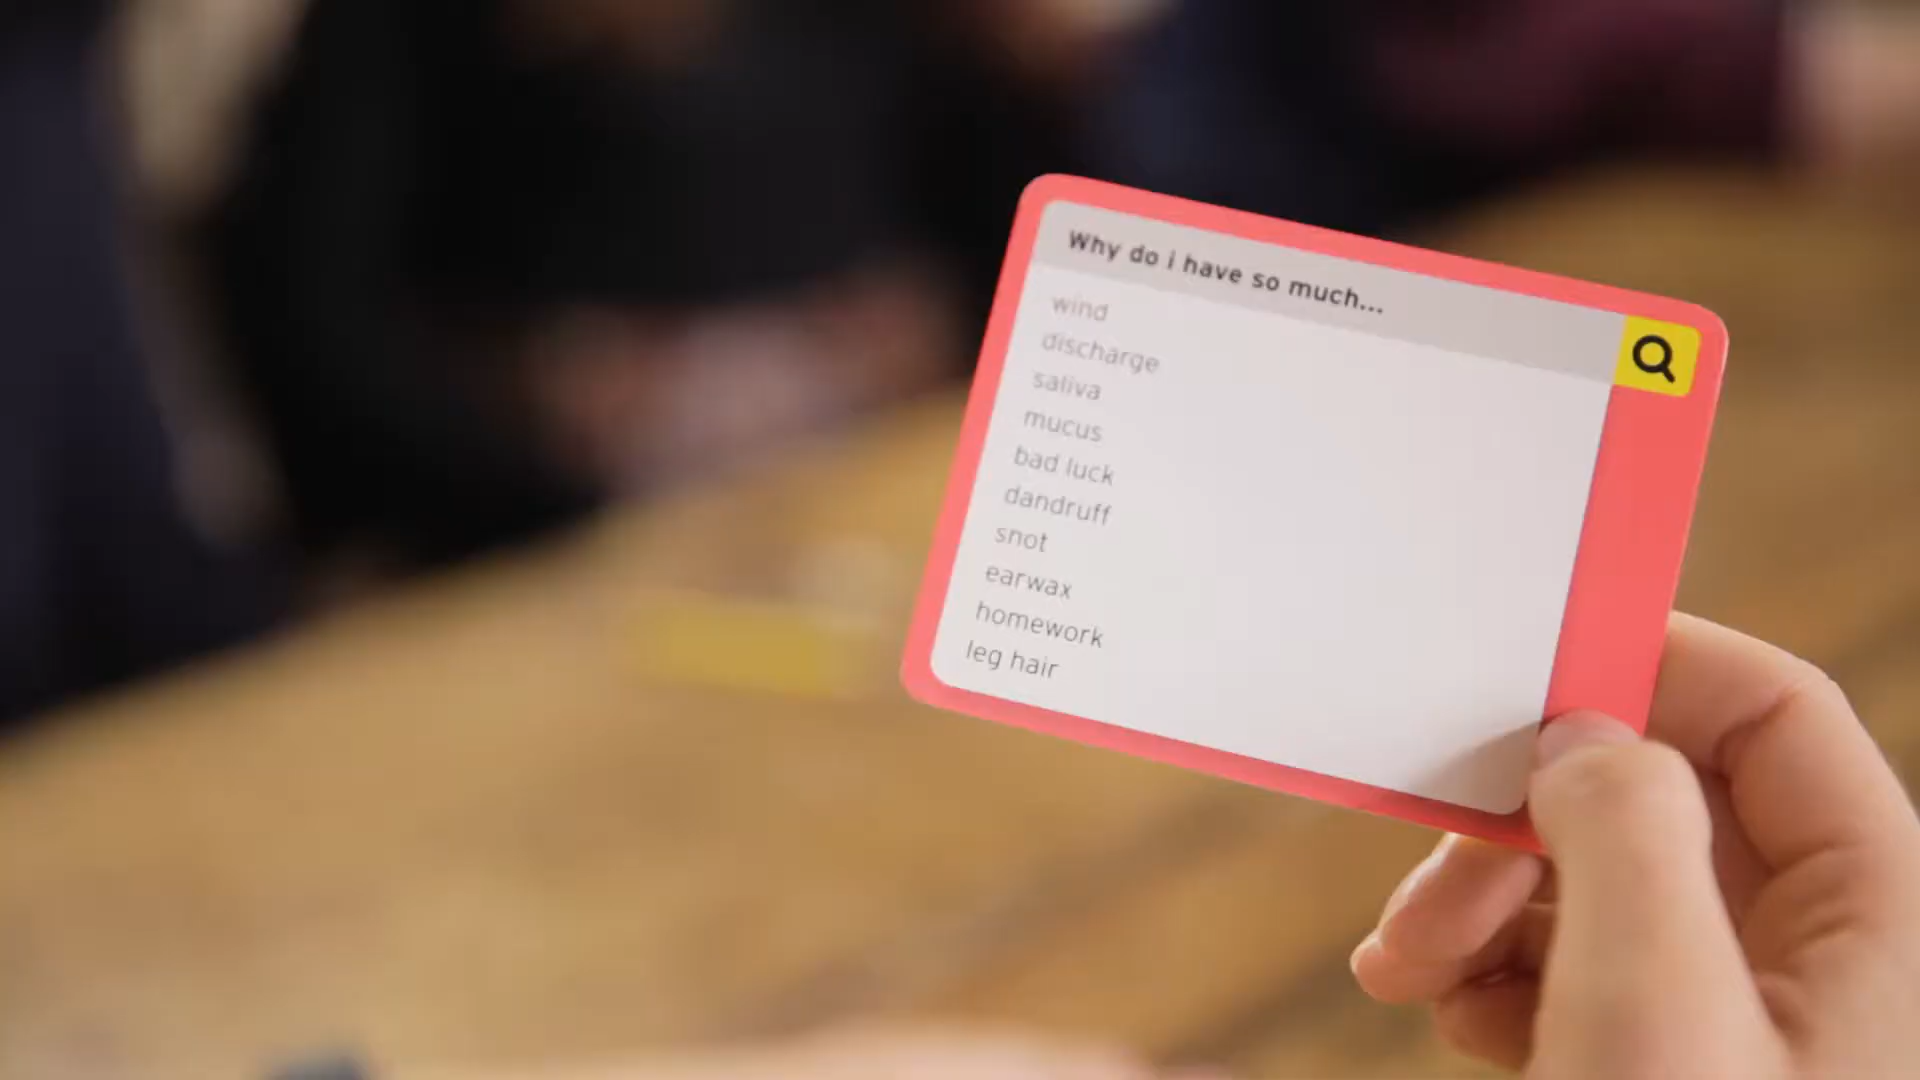 Why do i have so much...
wind
discharge
saliva
mucus
bad luck
dandruff
snot
earwax
homework
leg hair